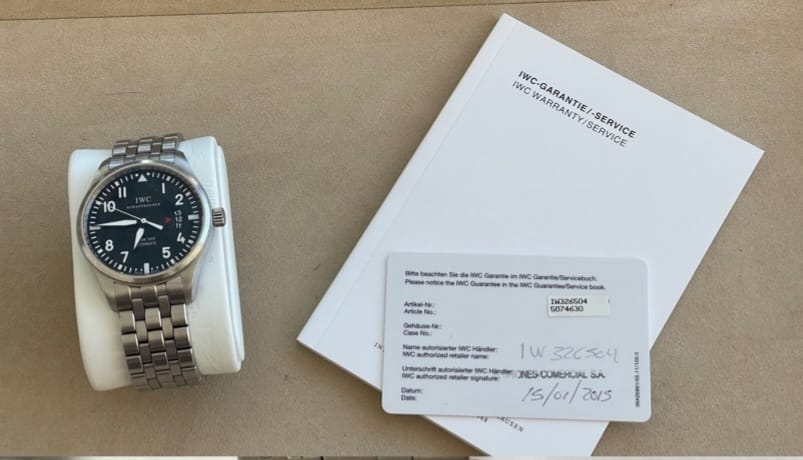 IWC
SCHAFFHAUSEN
10
2
13
12
11
9
8
7
5
4
IWC-GARANTIE/-SERVICE
IWC WARRANTY/SERVICE
Bitte beachten Sie die IWC Garantie im IWC Garantie/Servicebuch.
Please notice the IWC Guarantee in the IWC Guarantee/Service book.
Artikel-Nr.: IW326504
Article No.: 5074630
Gehäuse-Nr.:
Case No.:
Name autorisierter IWC Händler:
IWC authorized retailer name: IW 326504
Unterschrift autorisierter IWC Händler:
IWC authorized retailer signature: COMERCIAL S.A.
Datum:
Date: 15/01/2015